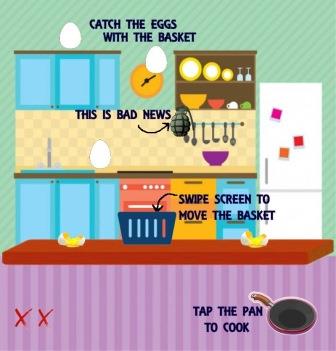 CATCH THE EGGS
WITH THE BASKET
THIS IS BAD NEWS
SWIPE SCREEN TO
MOVE THE BASKET
TAP THE PAN
TO COOK